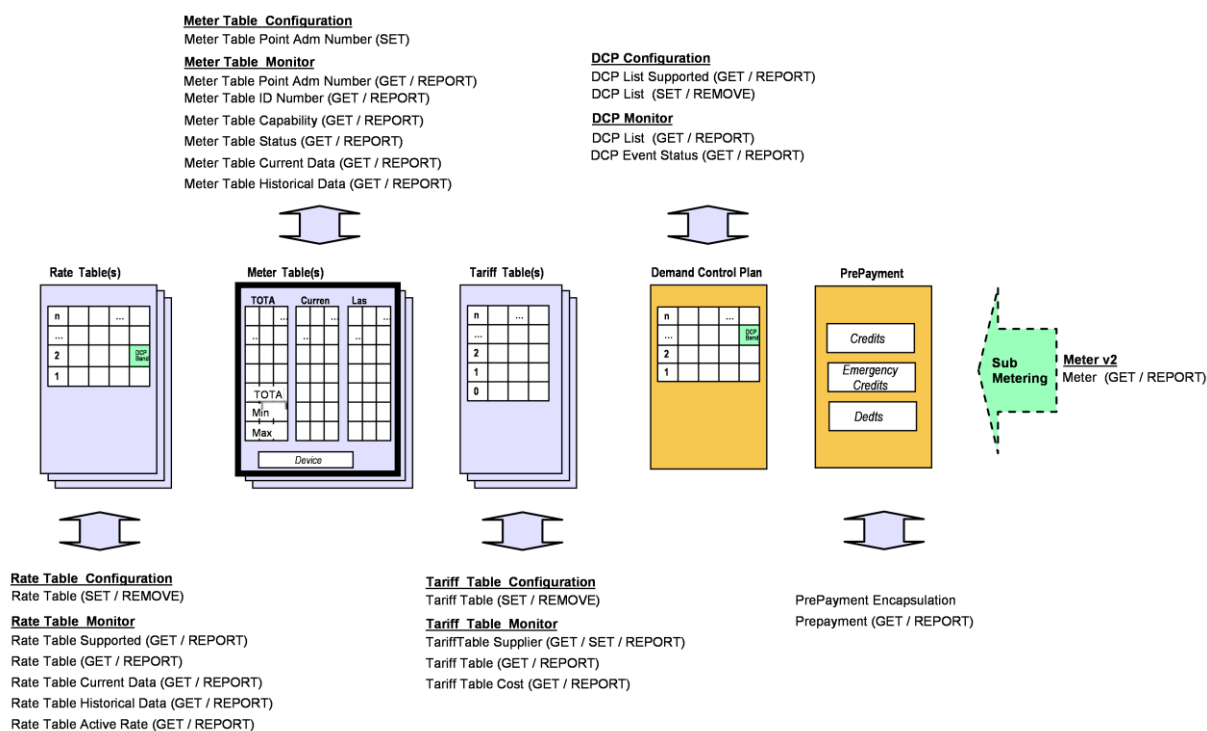 Meter Table Configuration
Meter Table Point Adm Number (SET)
Meter Table Monitor
Meter Table Point Adm Number (GET / REPORT)
Meter Table ID Number (GET / REPORT)
Meter Table Capability (GET / REPORT)
Meter Table Status (GET / REPORT)
Meter Table Current Data (GET / REPORT)
Meter Table Historical Data (GET / REPORT)
DCP Configuration
DCP List Supported (GET / REPORT)
DCP List (SET / REMOVE)
DCP Monitor
DCP List (GET / REPORT)
DCP Event Status (GET / REPORT)
Rate Table(s)
n ...
...
2 DCP Band
1
Meter Table(s)
TOTA Curren Las
... ... ...
.. .. ..
TOTA
Min
Max
Device
Tariff Table(s)
n ...
...
2
1
0
Demand Control Plan
n ...
... DCP Band
2
1
PrePayment
Credits
Emergency
Credits
Dedts
Sub
Metering
Meter v2
Meter (GET / REPORT)
Rate Table Configuration
Rate Table (SET / REMOVE)
Rate Table Monitor
Rate Table Supported (GET / REPORT)
Rate Table (GET / REPORT)
Rate Table Current Data (GET / REPORT)
Rate Table Historical Data (GET / REPORT)
Rate Table Active Rate (GET / REPORT)
Tariff Table Configuration
Tariff Table (SET / REMOVE)
Tariff Table Monitor
TariffTable Supplier (GET / SET / REPORT)
Tariff Table (GET / REPORT)
Tariff Table Cost (GET / REPORT)
PrePayment Encapsulation
Prepayment (GET / REPORT)